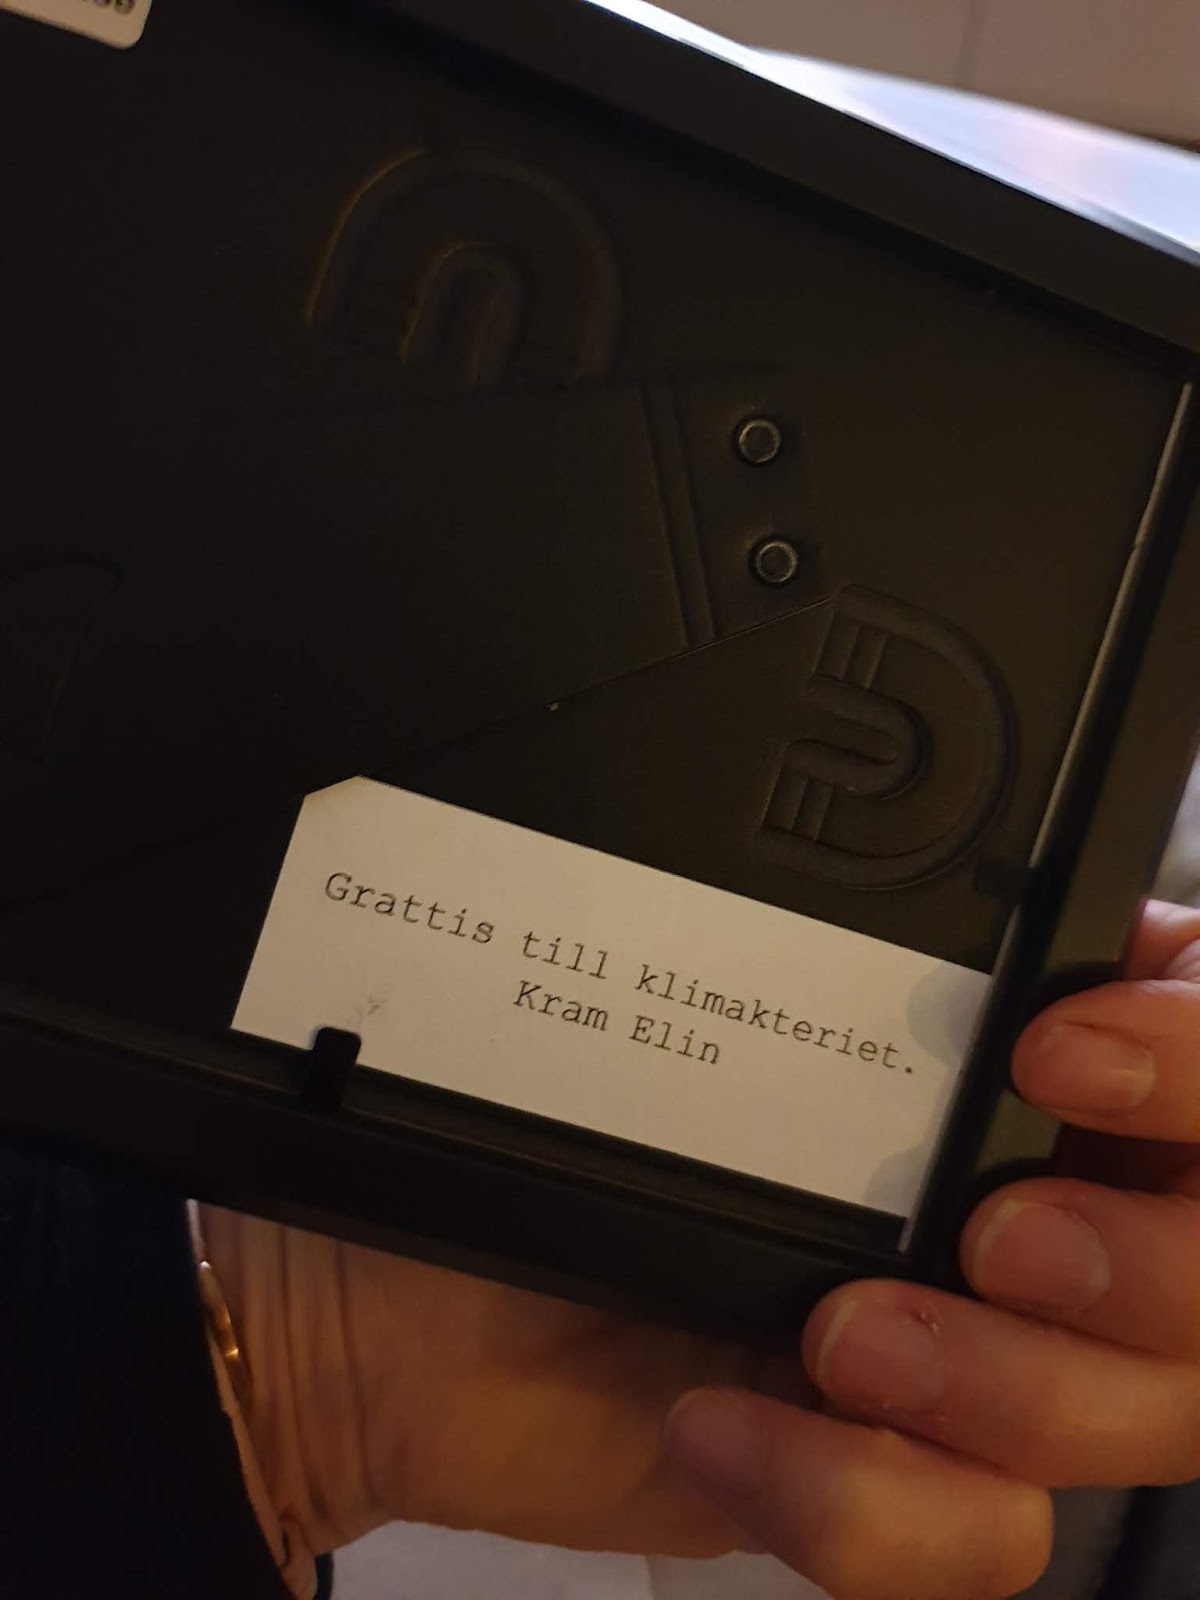 Grattis till klimakteriet.
Kram Elin